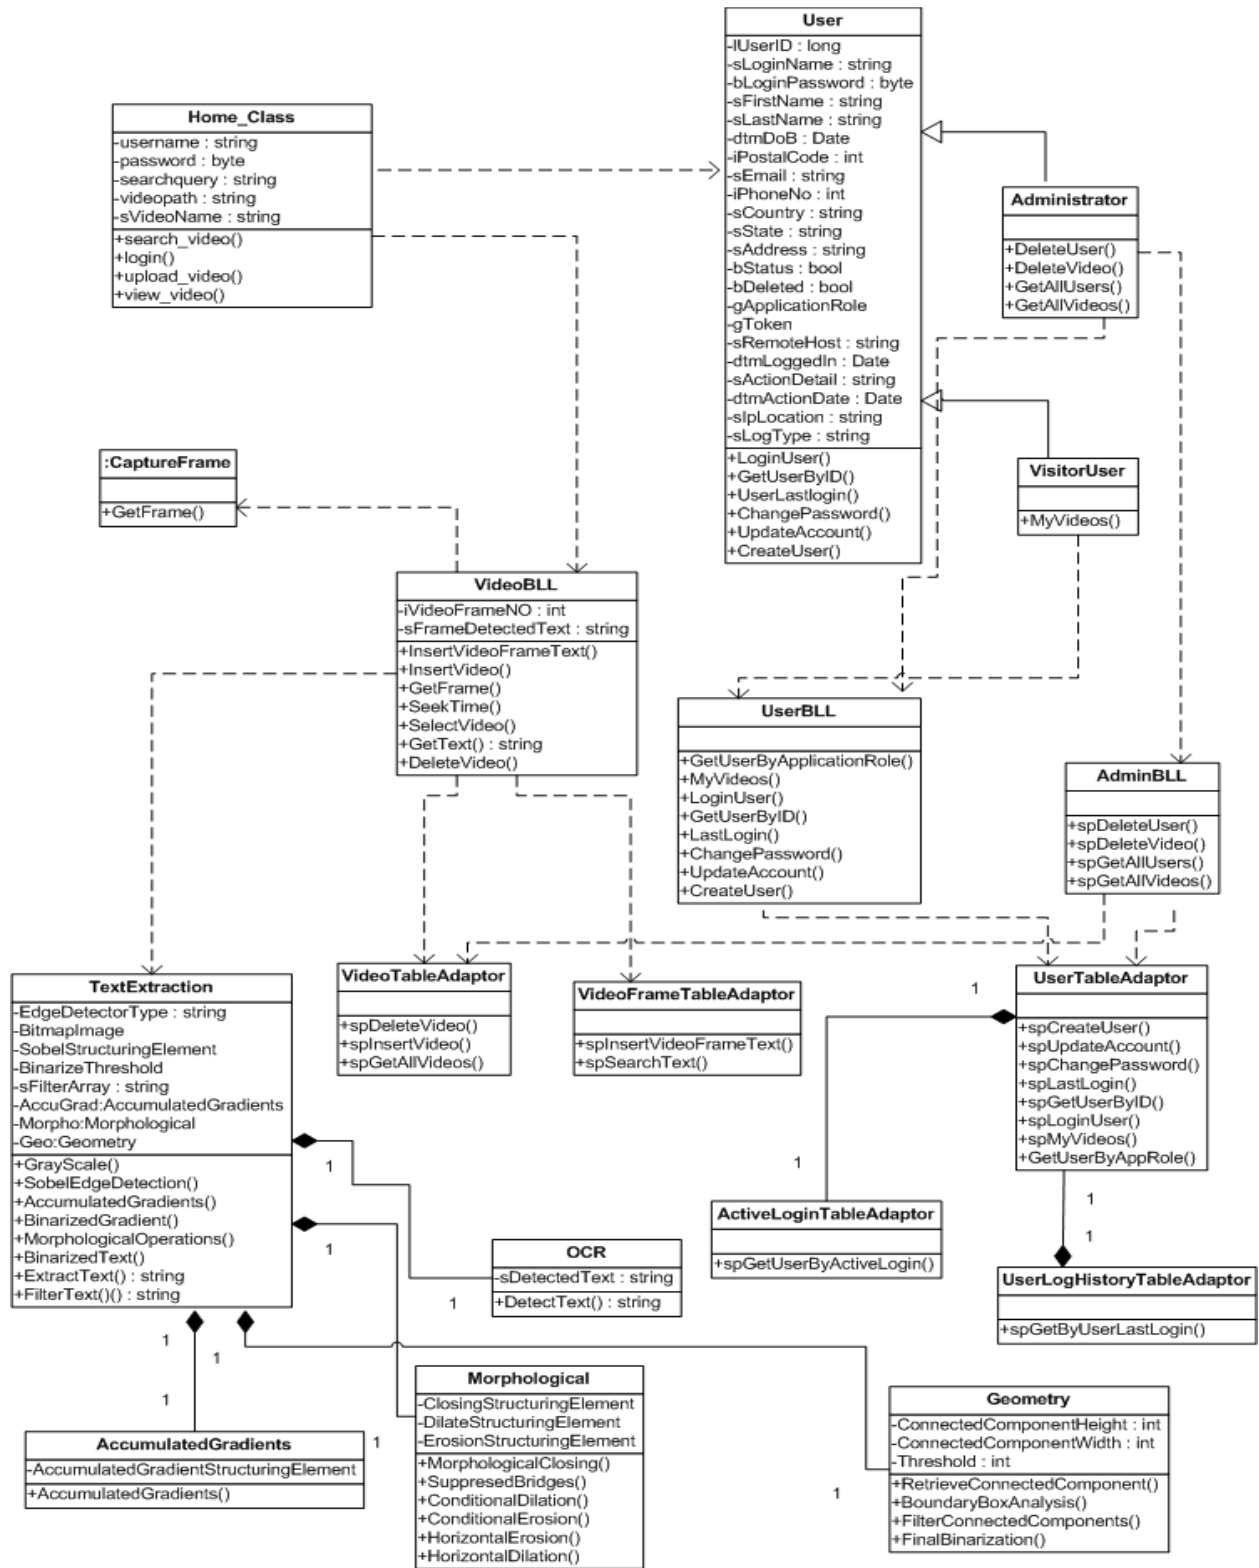 User
-lUserID : long
-sLoginName : string
-bLoginPassword : byte
-sFirstName : string
-sLastName : string
-dtmDoB : Date
-iPostalCode : int
-sEmail : string
-iPhoneNo : int
-sCountry : string
-sState : string
-sAddress : string
-bStatus : bool
-bDeleted : bool
-gApplicationRole
-gToken
-sRemoteHost : string
-dtmLoggedIn : Date
-sActionDetail : string
-dtmActionDate : Date
-sIpLocation : string
-sLogType : string
+LoginUser()
+GetUserByID()
+UserLastlogin()
+ChangePassword()
+UpdateAccount()
+CreateUser()
Home_Class
-username : string
-password : byte
-searchquery : string
-videopath : string
-sVideoName : string
+search_video()
+login()
+upload_video()
+view_video()
Administrator
+DeleteUser()
+DeleteVideo()
+GetAllUsers()
+GetAllVideos()
:CaptureFrame
+GetFrame()
VisitorUser
+MyVideos()
VideoBLL
-iVideoFrameNO : int
-sFrameDetectedText : string
+InsertVideoFrameText()
+InsertVideo()
+GetFrame()
+SeekTime()
+SelectVideo()
+GetText() : string
+DeleteVideo()
UserBLL
+GetUserByApplicationRole()
+MyVideos()
+LoginUser()
+GetUserByID()
+LastLogin()
+ChangePassword()
+UpdateAccount()
+CreateUser()
AdminBLL
+spDeleteUser()
+spDeleteVideo()
+spGetAllUsers()
+spGetAllVideos()
TextExtraction
-EdgeDetectorType : string
-BitmapImage
-SobelStructuringElement
-BinarizeThreshold
-sFilterArray : string
-AccuGrad:AccumulatedGradients
-Morpho:Morphological
-Geo:Geometry
+GrayScale()
+SobelEdgeDetection()
+AccumulatedGradients()
+BinarizedGradient()
+MorphologicalOperations()
+BinarizedText()
+ExtractText() : string
+FilterText()() : string
VideoTableAdaptor
+spDeleteVideo()
+spInsertVideo()
+spGetAllVideos()
VideoFrameTableAdaptor
+spInsertVideoFrameText()
+spSearchText()
UserTableAdaptor
+spCreateUser()
+spUpdateAccount()
+spChangePassword()
+spLastLogin()
+spGetUserByID()
+spLoginUser()
+spMyVideos()
+GetUserByAppRole()
1
1
1
1
ActiveLoginTableAdaptor
+spGetUserByActiveLogin()
UserLogHistoryTableAdaptor
+spGetByUserLastLogin()
1
1
1
OCR
-sDetectedText : string
+DetectText() : string
1
1
1
AccumulatedGradients
-AccumulatedGradientStructuringElement
+AccumulatedGradients()
1
Morphological
-ClosingStructuringElement
-DilateStructuringElement
-ErosionStructuringElement
+MorphologicalClosing()
+SuppresedBridges()
+ConditionalDilation()
+ConditionalErosion()
+HorizontalErosion()
+HorizontalDilation()
1
Geometry
-ConnectedComponentHeight : int
-ConnectedComponentWidth : int
-Threshold : int
+RetrieveConnectedComponent()
+BoundaryBoxAnalysis()
+FilterConnectedComponents()
+FinalBinarization()